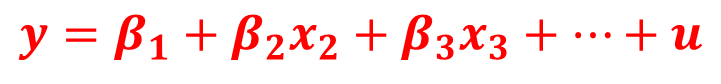 y = β₁ + β₂x₂ + β₃x₃ + ⋯ + u